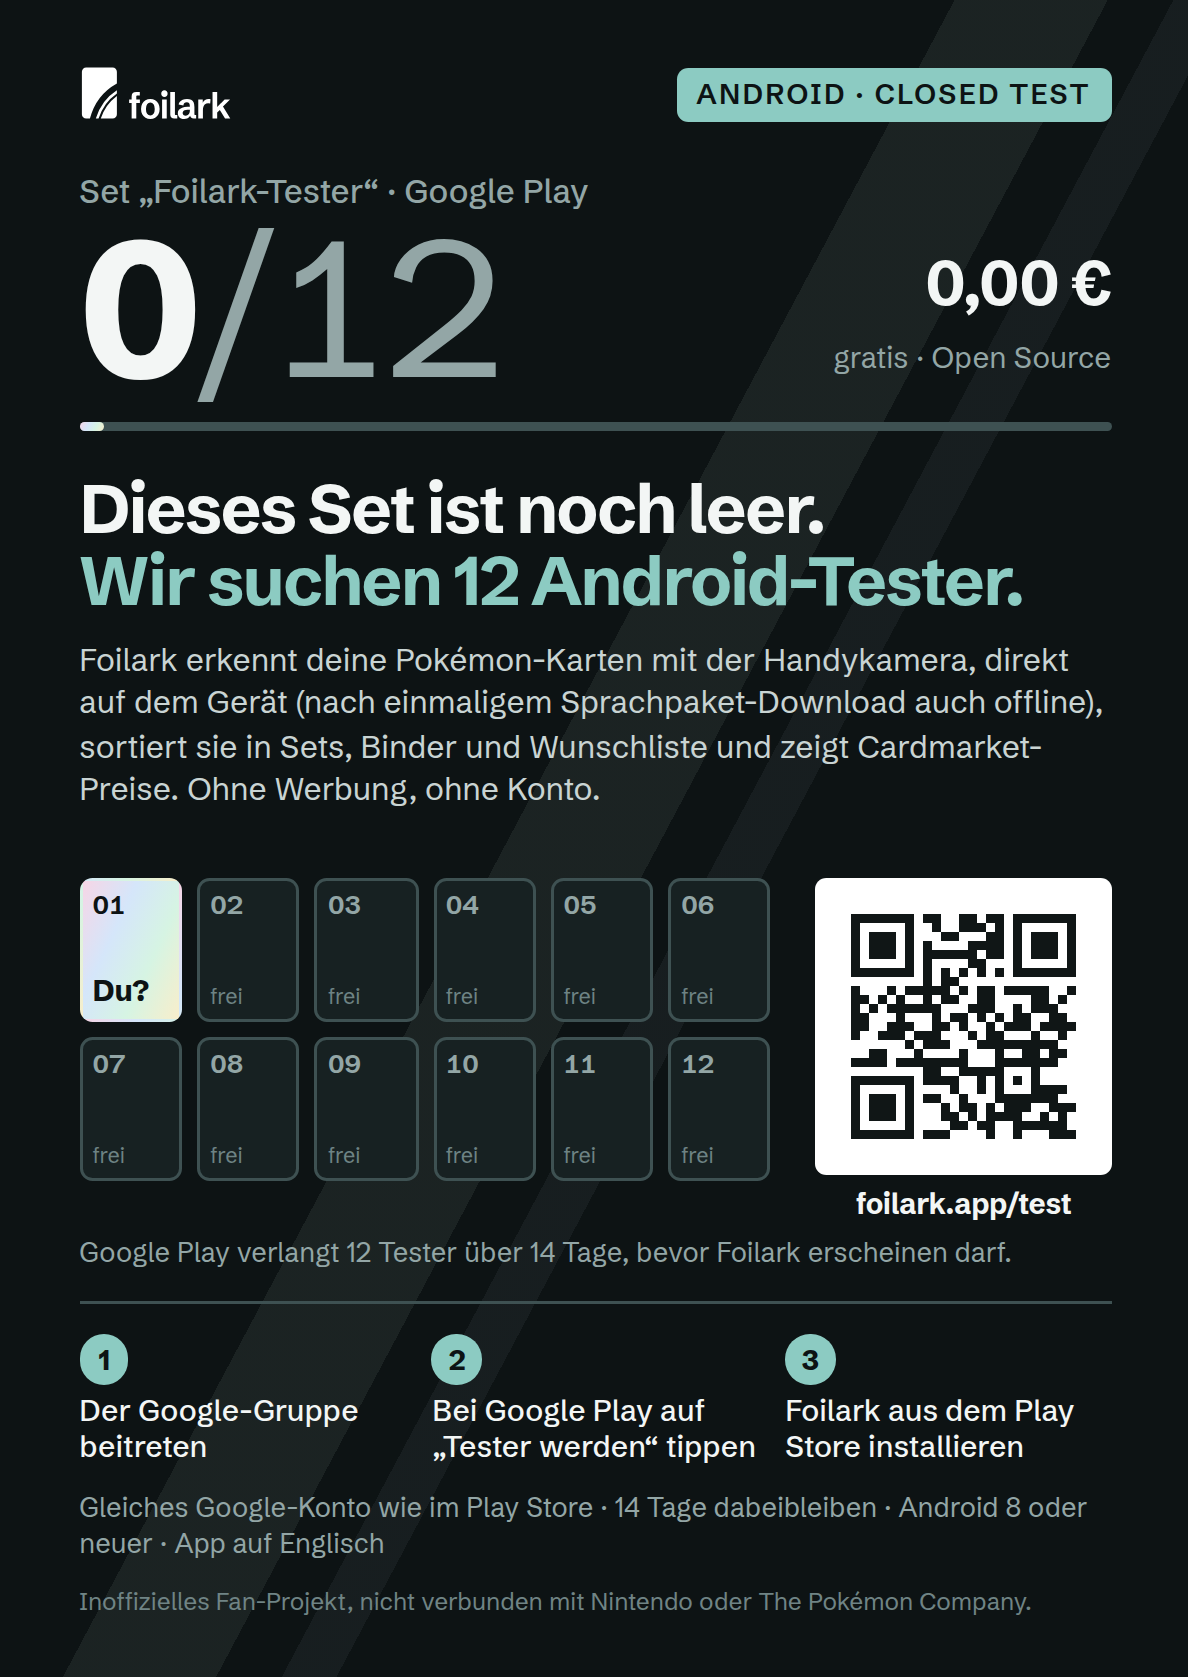 foilark
ANDROID · CLOSED TEST
Set „Foilark-Tester“ · Google Play
0/12
0,00 €
gratis · Open Source
Dieses Set ist noch leer.
Wir suchen 12 Android-Tester.
Foilark erkennt deine Pokémon-Karten mit der Handykamera, direkt
auf dem Gerät (nach einmaligem Sprachpaket-Download auch offline),
sortiert sie in Sets, Binder und Wunschliste und zeigt Cardmarket-
Preise. Ohne Werbung, ohne Konto.
01 02 03 04 05 06
Du? frei frei frei frei frei
07 08 09 10 11 12
frei frei frei frei frei frei
foilark.app/test
Google Play verlangt 12 Tester über 14 Tage, bevor Foilark erscheinen darf.
1
Der Google-Gruppe
beitreten
2
Bei Google Play auf
„Tester werden“ tippen
3
Foilark aus dem Play
Store installieren
Gleiches Google-Konto wie im Play Store · 14 Tage dabeibleiben · Android 8 oder
neuer · App auf Englisch
Inoffizielles Fan-Projekt, nicht verbunden mit Nintendo oder The Pokémon Company.